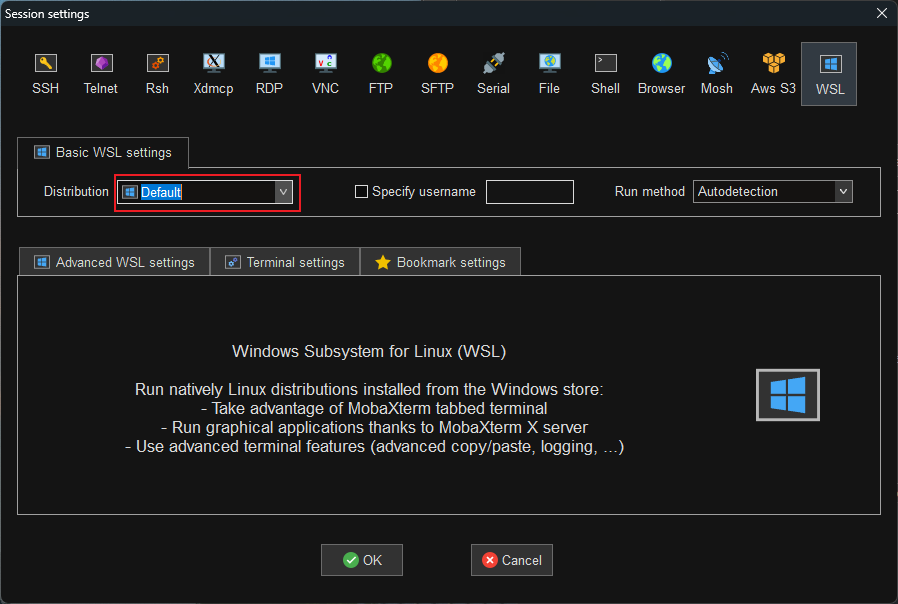 Session settings
SSH Telnet Rsh Xdmcp RDP VNC FTP SFTP Serial File Shell Browser Mosh Aws S3 WSL
Basic WSL settings
Distribution Default Specify username Run method Autodetection
Advanced WSL settings Terminal settings Bookmark settings
Windows Subsystem for Linux (WSL)
Run natively Linux distributions installed from the Windows store:
- Take advantage of MobaXterm tabbed terminal
- Run graphical applications thanks to MobaXterm X server
- Use advanced terminal features (advanced copy/paste, logging, ...)
OK Cancel